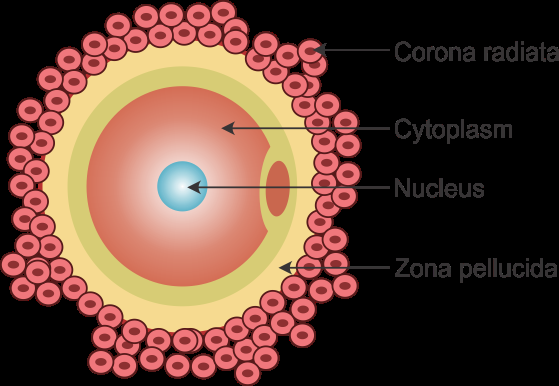 Corona radiata
Cytoplasm
Nucleus
Zona pellucida